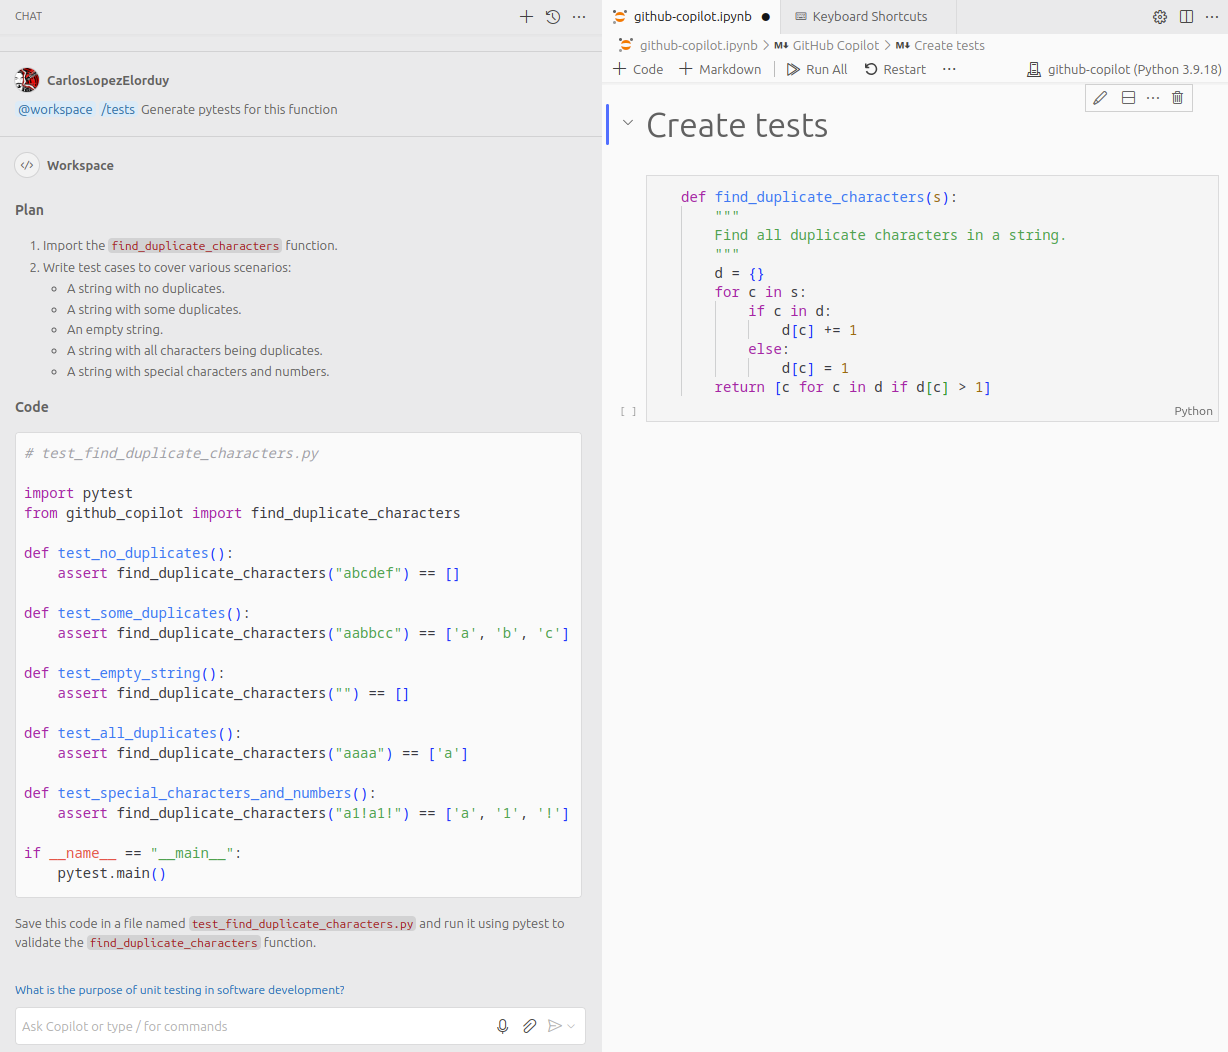 CHAT
CarlosLopezElorduy
@workspace /tests Generate pytests for this function
Workspace
Plan
1. Import the find_duplicate_characters function.
2. Write test cases to cover various scenarios:
A string with no duplicates.
A string with some duplicates.
An empty string.
A string with all characters being duplicates.
A string with special characters and numbers.
Code
# test_find_duplicate_characters.py
import pytest
from github_copilot import find_duplicate_characters
def test_no_duplicates():
    assert find_duplicate_characters("abcdef") == []
def test_some_duplicates():
    assert find_duplicate_characters("aabbcc") == ['a', 'b', 'c']
def test_empty_string():
    assert find_duplicate_characters("") == []
def test_all_duplicates():
    assert find_duplicate_characters("aaaa") == ['a']
def test_special_characters_and_numbers():
    assert find_duplicate_characters("a1!a1!") == ['a', '1', '!']
if __name__ == "__main__":
    pytest.main()
Save this code in a file named test_find_duplicate_characters.py and run it using pytest to
validate the find_duplicate_characters function.
What is the purpose of unit testing in software development?
Ask Copilot or type / for commands
github-copilot.ipynb ● Keyboard Shortcuts
github-copilot.ipynb > M↓ GitHub Copilot > M↓ Create tests
+ Code + Markdown | Run All Restart ··· github-copilot (Python 3.9.18)
Create tests
def find_duplicate_characters(s):
    """
    Find all duplicate characters in a string.
    """
    d = {}
    for c in s:
        if c in d:
            d[c] += 1
        else:
            d[c] = 1
    return [c for c in d if d[c] > 1]
[ ] Python